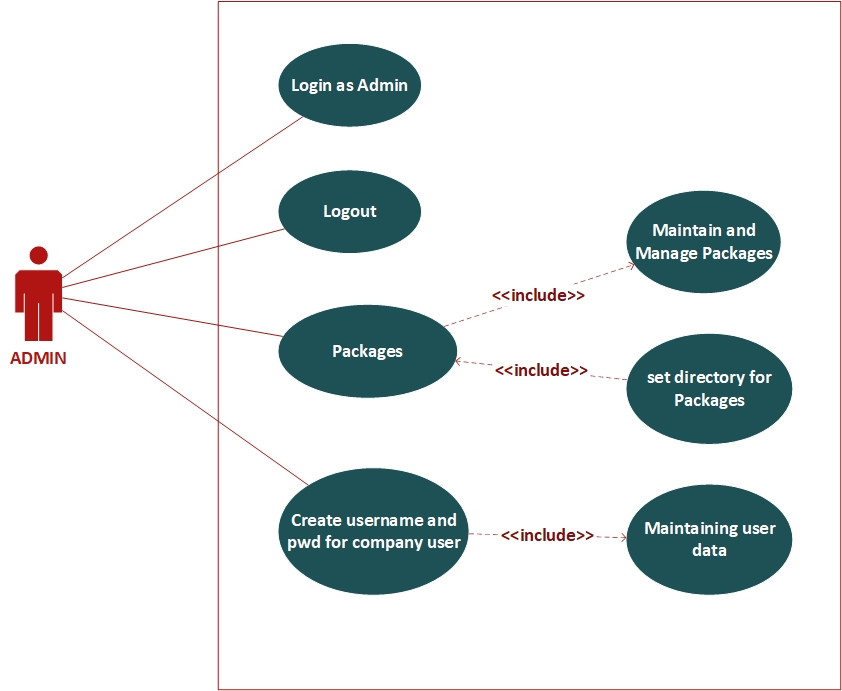 Login as Admin
Logout
Maintain and
Manage Packages
<<include>>
ADMIN
Packages
<<include>>
set directory for
Packages
Create username and
pwd for company user
<<include>>
Maintaining user
data